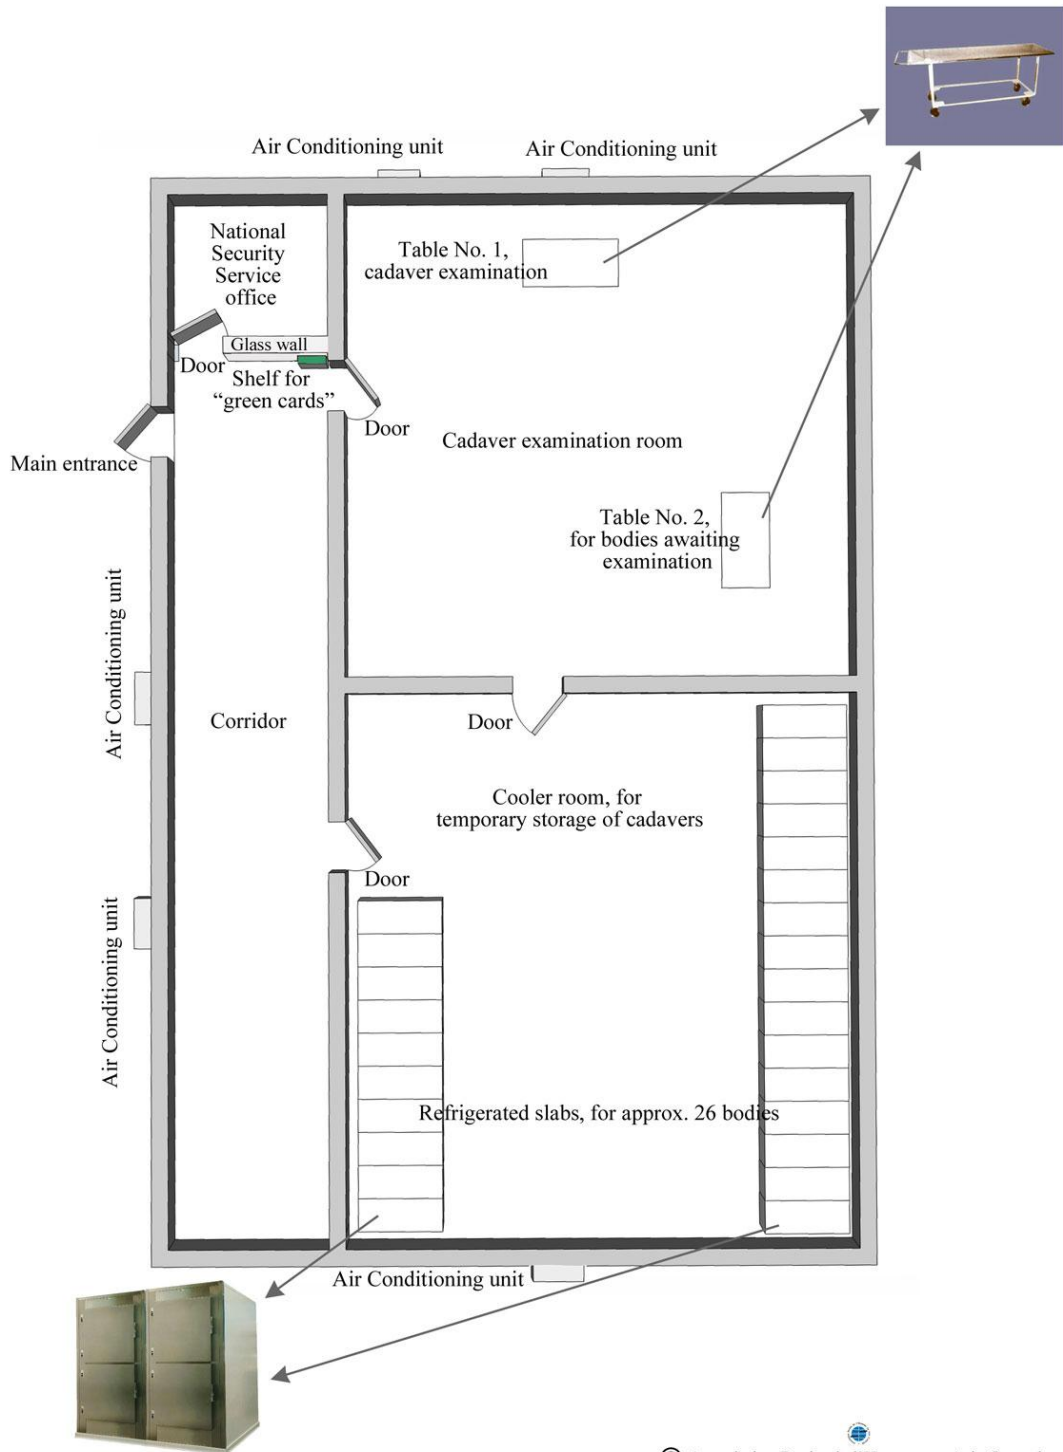 Air Conditioning unit
Air Conditioning unit
National
Security
Service
office
Table No. 1,
cadaver examination
Glass wall
Door
Shelf for
“green cards”
Door
Main entrance
Cadaver examination room
Table No. 2,
for bodies awaiting
examination
Air Conditioning unit
Corridor
Door
Cooler room, for
temporary storage of cadavers
Door
Air Conditioning unit
Refrigerated slabs, for approx. 26 bodies
Air Conditioning unit